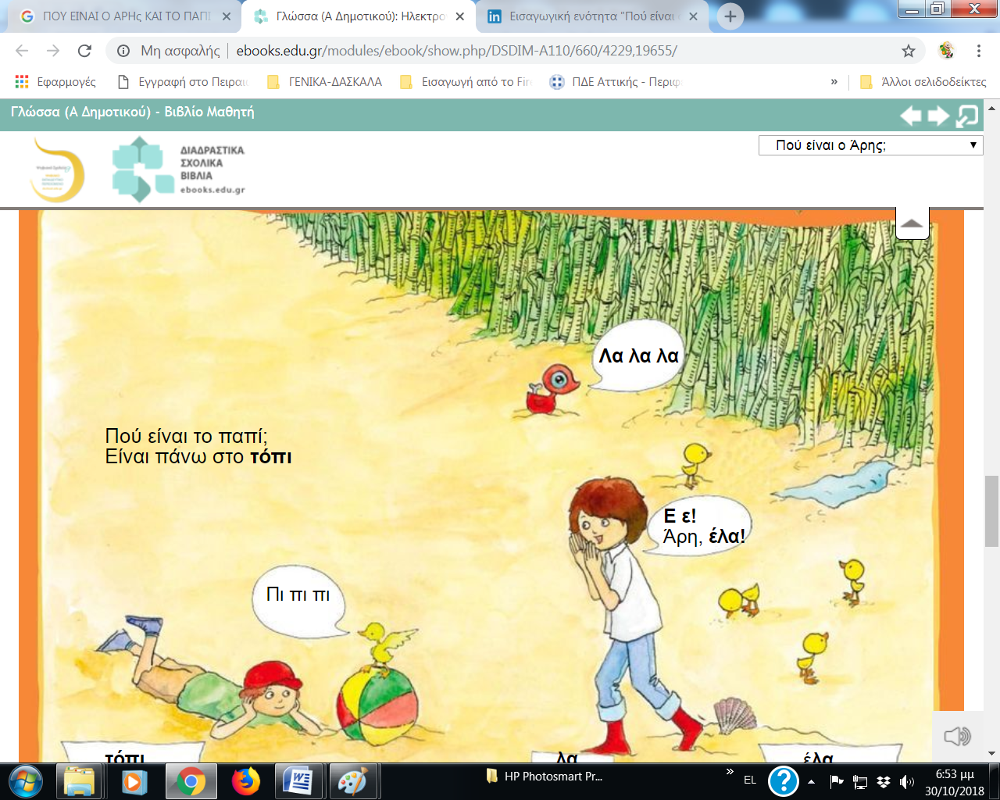 ΠΟΥ ΕΙΝΑΙ Ο ΑΡΗς ΚΑΙ ΤΟ ΠΑΠΙ
Γλώσσα (Α Δημοτικού): Ηλεκτρο
Εισαγωγική ενότητα "Πού είναι
Μη ασφαλής
ebooks.edu.gr/modules/ebook/show.php/DSDIM-A110/660/4229,19655/
Εφαρμογές
Εγγραφή στο Πειραι
ΓΕΝΙΚΑ-ΔΑΣΚΑΛΑ
Εισαγωγή από το Fir
ΠΔΕ Αττικής - Περιφ
»
Άλλοι σελιδοδείκτες
Γλώσσα (Α Δημοτικού) - Βιβλίο Μαθητή
ΔΙΑΔΡΑΣΤΙΚΑ
ΣΧΟΛΙΚΑ
ΒΙΒΛΙΑ
ebooks.edu.gr
Πού είναι ο Άρης;
Λα λα λα
Πού είναι το παπί;
Είναι πάνω στο τόπι
Ε ε!
Άρη, έλα!
Πι πι πι
τόπι
λα
έλα
HP Photosmart Pr...
»
EL
6:53 μμ
30/10/2018